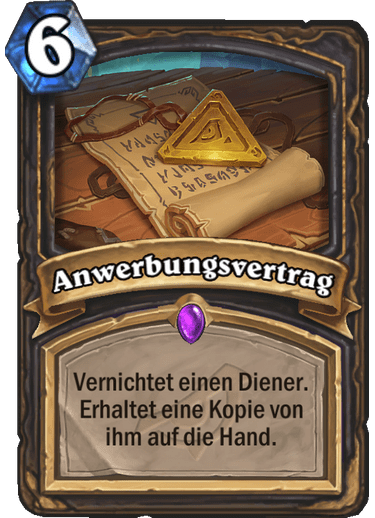 6
Anwerbungsvertrag
Vernichtet einen Diener.
Erhaltet eine Kopie von
ihm auf die Hand.